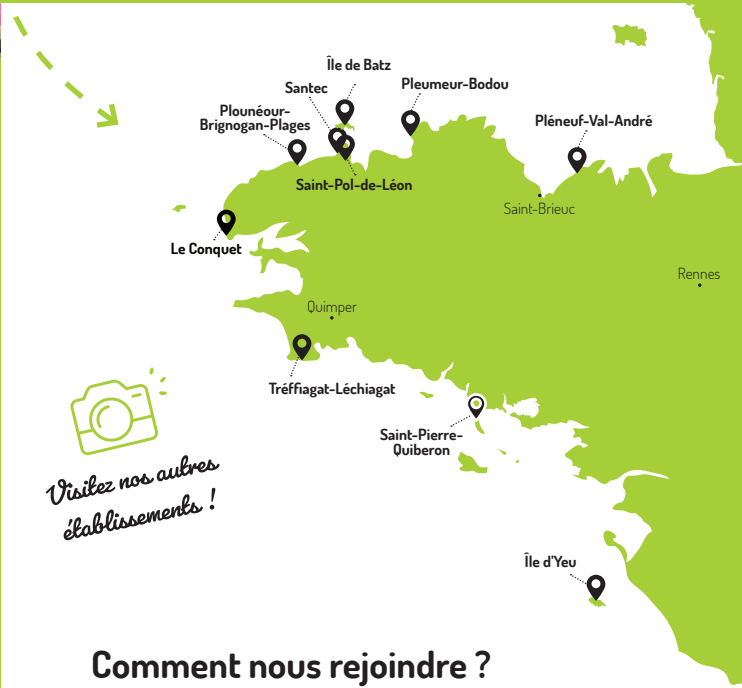 Île de Batz
Santec
Pleumeur-Bodou
Plounéour-
Brignogan-Plages
Pléneuf-Val-André
Saint-Pol-de-Léon
Saint-Brieuc
Le Conquet
Rennes
Quimper
Tréffiagat-Léchiagat
Saint-Pierre-
Quiberon
Visitez nos autres
établissements !
Île d'Yeu
Comment nous rejoindre ?